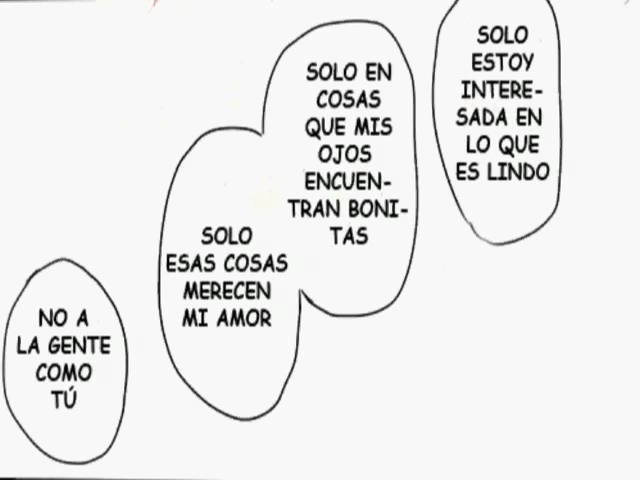 SOLO
ESTOY
INTERE-
SADA EN
LO QUE
ES LINDO
SOLO EN
COSAS
QUE MIS
OJOS
ENCUEN-
TRAN BONI-
TAS
SOLO
ESAS COSAS
MERECEN
MI AMOR
NO A
LA GENTE
COMO
TÚ